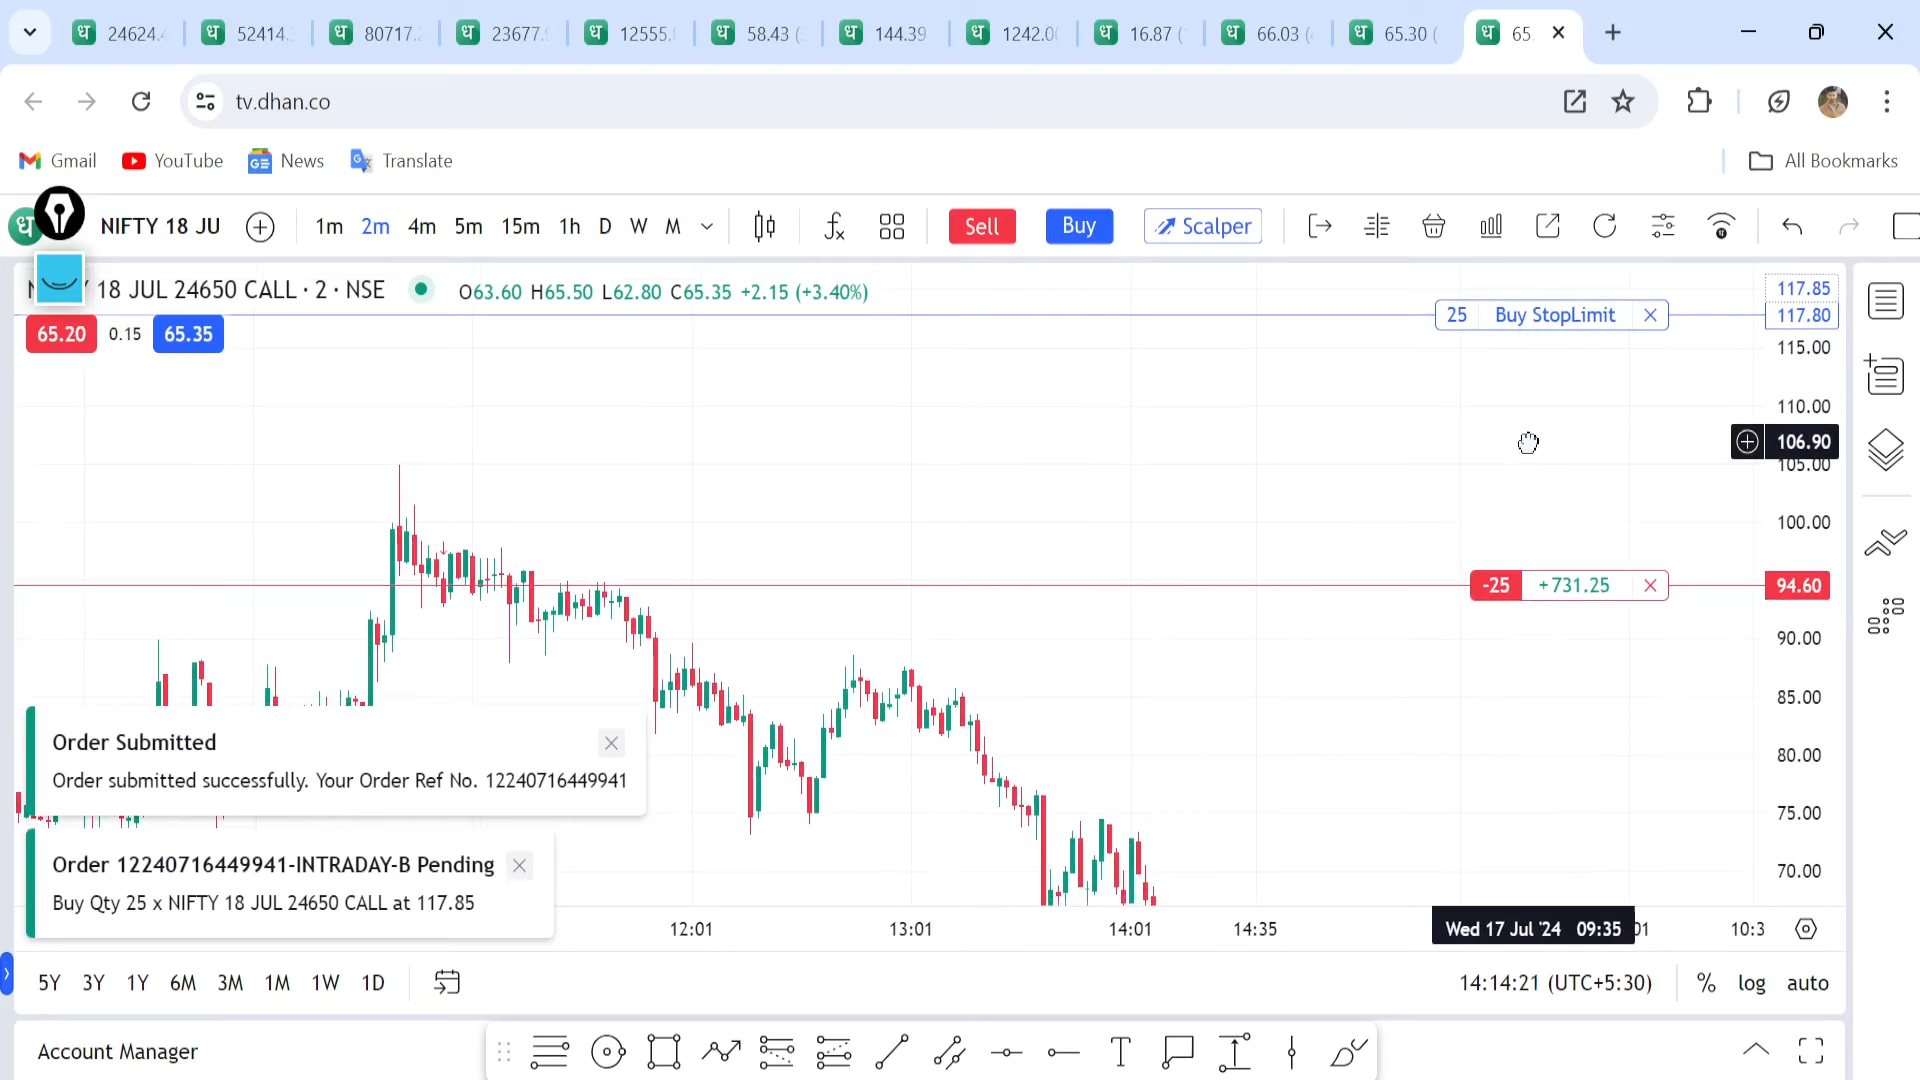 24624.4 52414. 80717.2 23677.9 12555. 58.43 ( 144.39 1242.00 16.87 ( 66.03 ( 65.30 ( 65.
tv.dhan.co
Gmail YouTube News Translate All Bookmarks
NIFTY 18 JU 1m 2m 4m 5m 15m 1h D W M Sell Buy Scalper
18 JUL 24650 CALL · 2 · NSE O63.60 H65.50 L62.80 C65.35 +2.15 (+3.40%)
117.85
25 Buy StopLimit 117.80
65.20 0.15 65.35
115.00
110.00
106.90
105.00
100.00
-25 +731.25 94.60
90.00
85.00
80.00
75.00
70.00
Order Submitted
Order submitted successfully. Your Order Ref No. 12240716449941
Order 12240716449941-INTRADAY-B Pending
Buy Qty 25 x NIFTY 18 JUL 24650 CALL at 117.85
12:01 13:01 14:01 14:35 Wed 17 Jul '24 09:35 01 10:3
5Y 3Y 1Y 6M 3M 1M 1W 1D 14:14:21 (UTC+5:30) % log auto
Account Manager